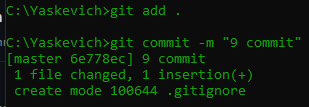 C:\Yaskevich>git add .
C:\Yaskevich>git commit -m "9 commit"
[master 6e778ec] 9 commit
 1 file changed, 1 insertion(+)
 create mode 100644 .gitignore